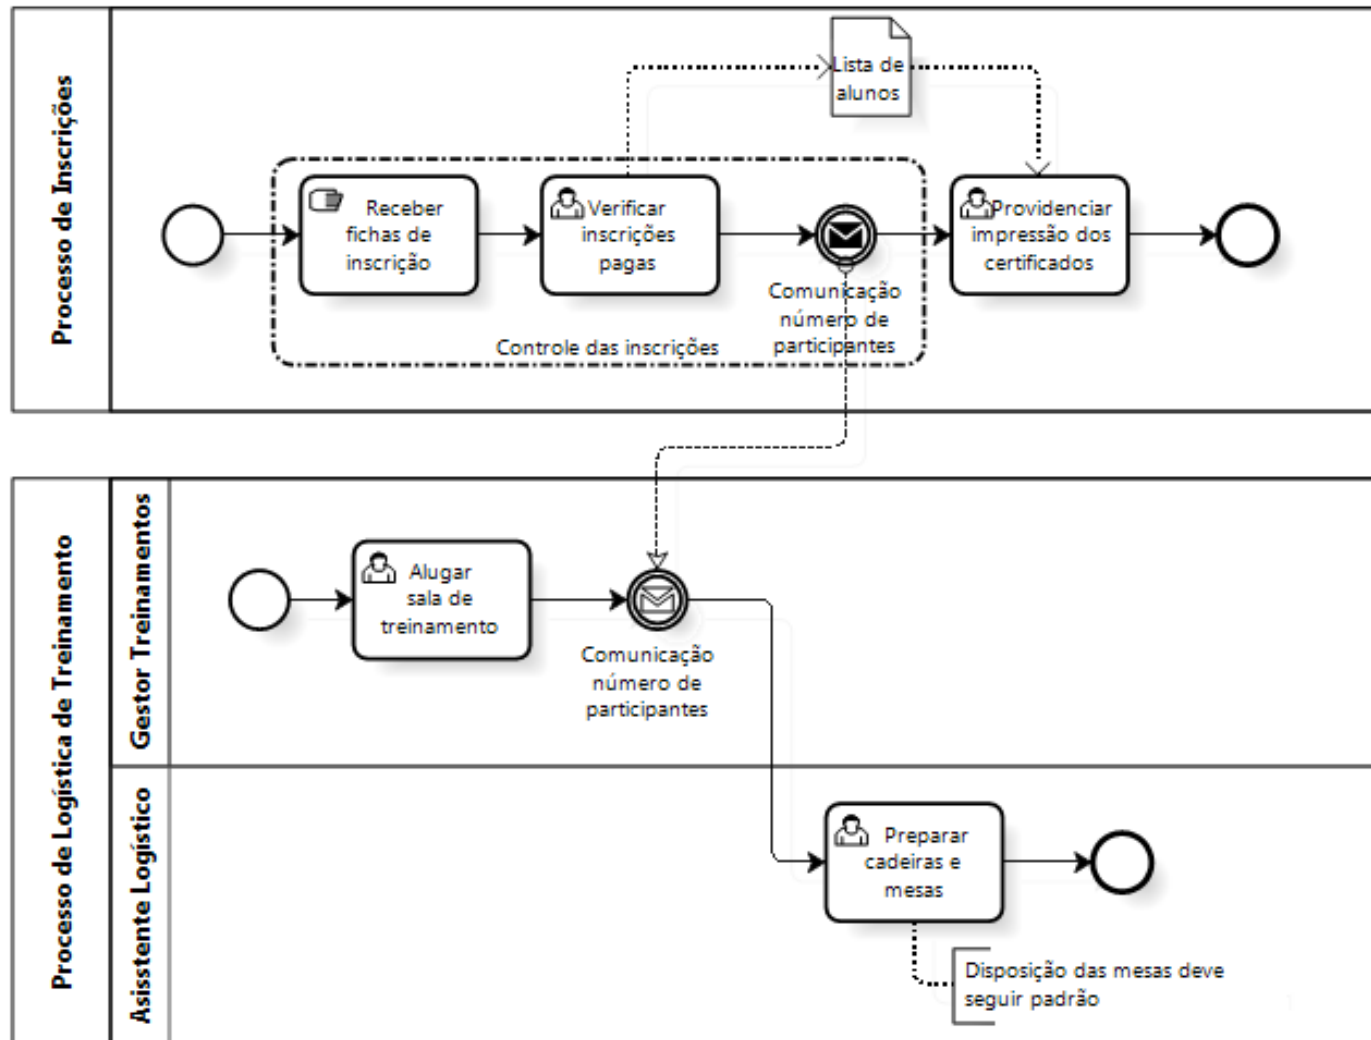 Processo de Inscrições
Lista de
alunos
Receber
fichas de
inscrição
Verificar
inscrições
pagas
Comunicação
número de
participantes
Providenciar
impressão dos
certificados
Controle das inscrições
Processo de Logística de Treinamento
Gestor Treinamentos
Alugar
sala de
treinamento
Comunicação
número de
participantes
Asisstente Logístico
Preparar
cadeiras e
mesas
Disposição das mesas deve
seguir padrão